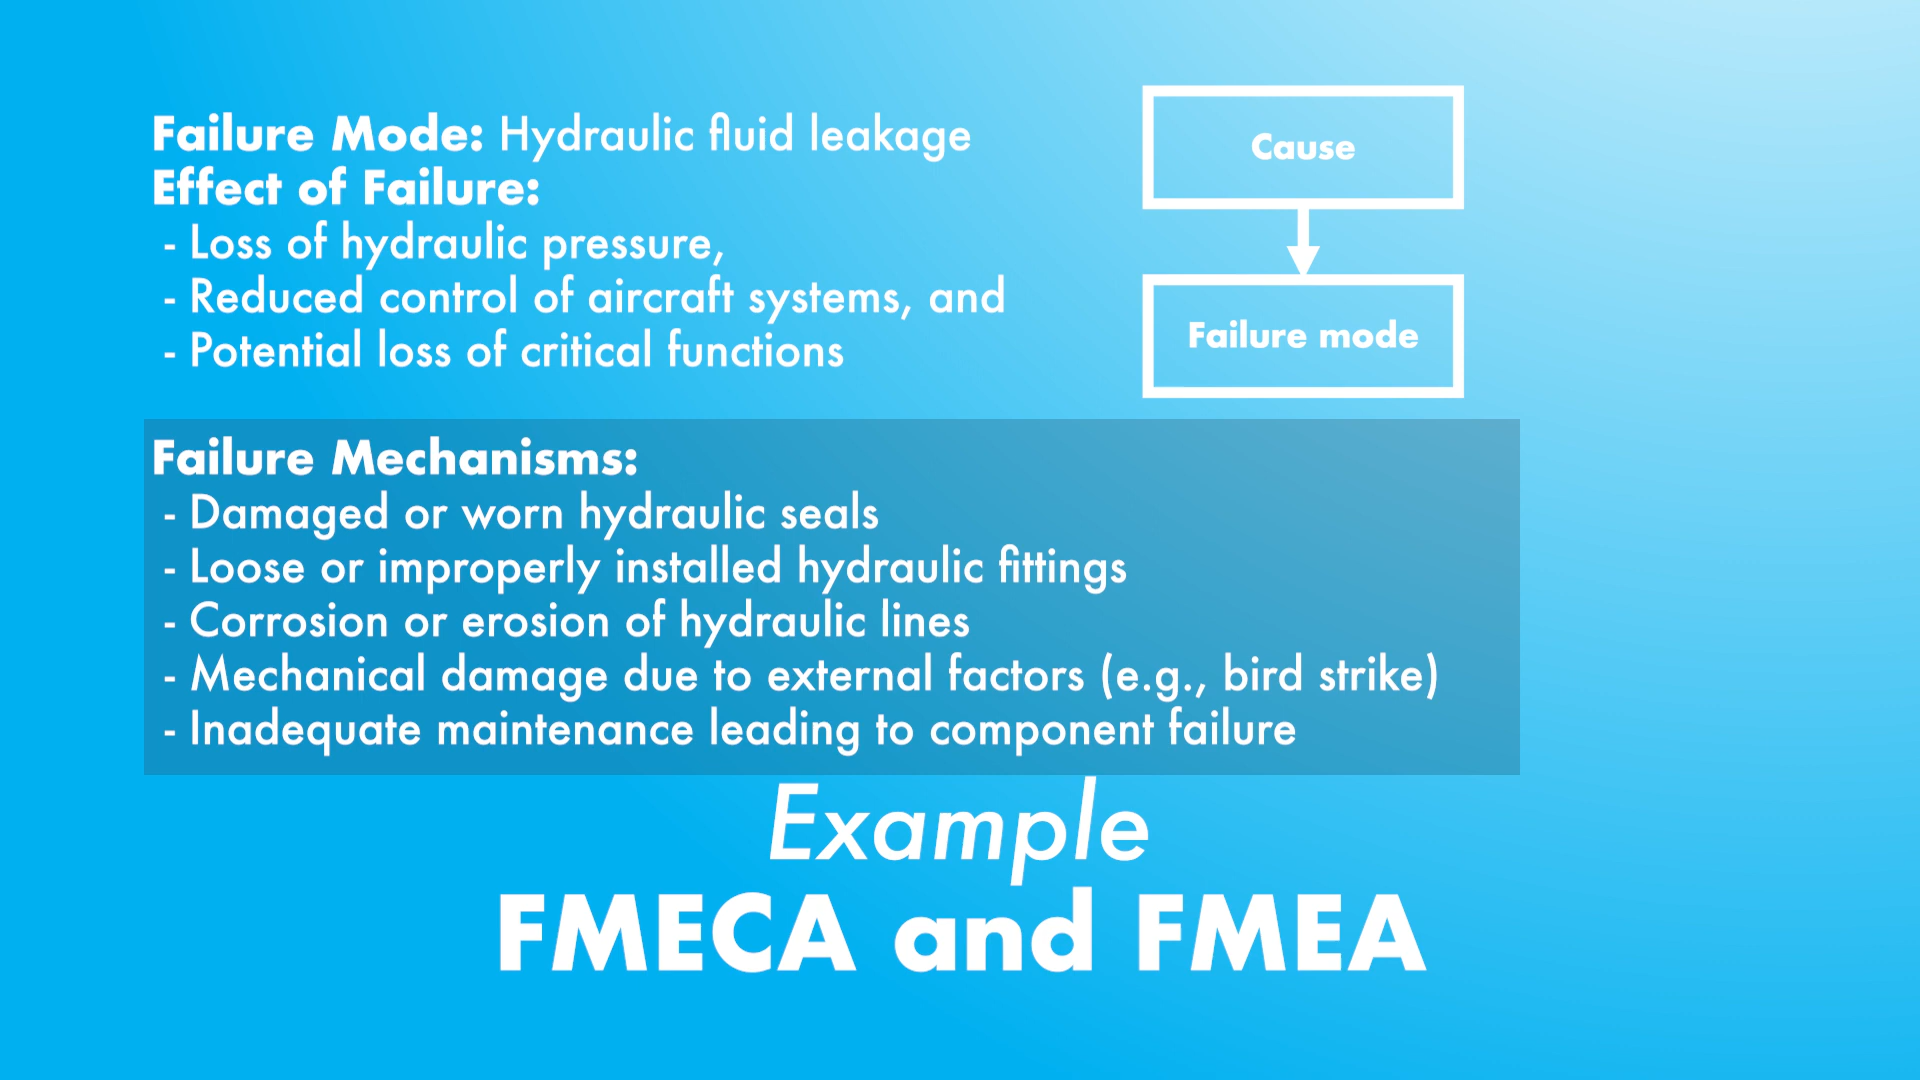 Failure Mode: Hydraulic fluid leakage
Effect of Failure:
- Loss of hydraulic pressure,
- Reduced control of aircraft systems, and
- Potential loss of critical functions
Cause
Failure mode
Failure Mechanisms:
- Damaged or worn hydraulic seals
- Loose or improperly installed hydraulic fittings
- Corrosion or erosion of hydraulic lines
- Mechanical damage due to external factors (e.g., bird strike)
- Inadequate maintenance leading to component failure
Example
FMECA and FMEA